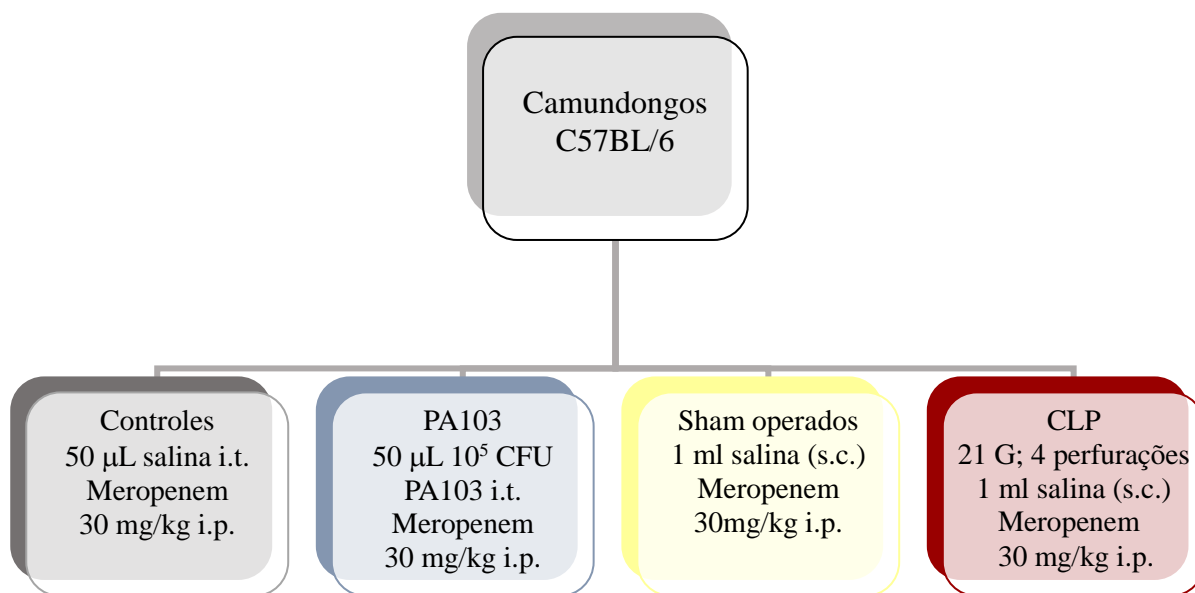 Camundongos
C57BL/6
Controles
50 μL salina i.t.
Meropenem
30 mg/kg i.p.
PA103
50 μL 10⁵ CFU
PA103 i.t.
Meropenem
30 mg/kg i.p.
Sham operados
1 ml salina (s.c.)
Meropenem
30mg/kg i.p.
CLP
21 G; 4 perfurações
1 ml salina (s.c.)
Meropenem
30 mg/kg i.p.